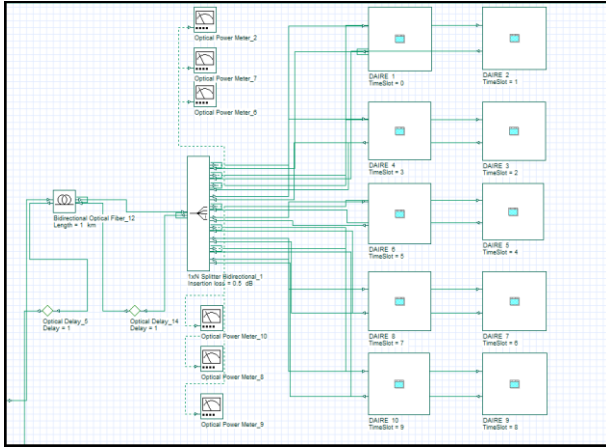 Optical Power Meter_2
Optical Power Meter_7
Optical Power Meter_6
DAIRE 1
TimeSlot = 0
DAIRE 2
TimeSlot = 1
DAIRE 4
TimeSlot = 3
DAIRE 3
TimeSlot = 2
Bidirectional Optical Fiber_12
Length = 1 km
DAIRE 6
TimeSlot = 5
DAIRE 5
TimeSlot = 4
1xN Splitter Bidirectional_1
Insertion loss = 0.5 dB
Optical Delay_5
Delay = 1
Optical Delay_14
Delay = 1
Optical Power Meter_10
DAIRE 8
TimeSlot = 7
DAIRE 7
TimeSlot = 6
Optical Power Meter_8
Optical Power Meter_9
DAIRE 10
TimeSlot = 9
DAIRE 9
TimeSlot = 8